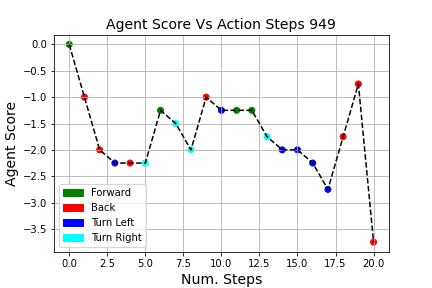 Agent Score Vs Action Steps 949
Agent Score
0.0
−0.5
−1.0
−1.5
−2.0
−2.5
−3.0
−3.5
Forward
Back
Turn Left
Turn Right
0.0 2.5 5.0 7.5 10.0 12.5 15.0 17.5 20.0
Num. Steps